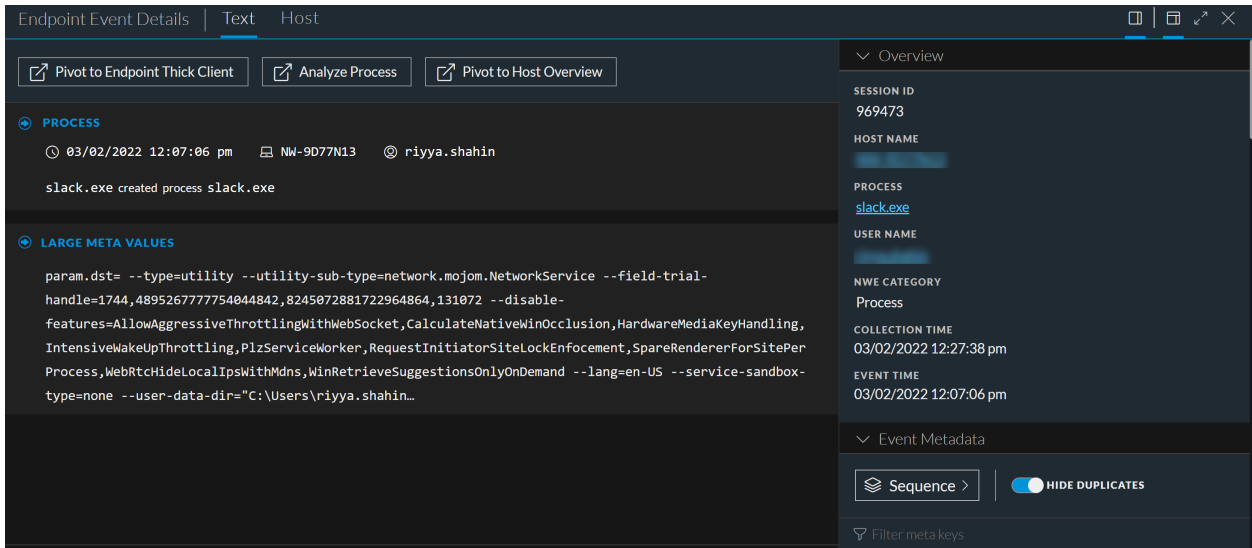 Endpoint Event Details Text Host
Pivot to Endpoint Thick Client Analyze Process Pivot to Host Overview
PROCESS
03/02/2022 12:07:06 pm NW-9D77N13 riyya.shahin
slack.exe created process slack.exe
LARGE META VALUES
param.dst= --type=utility --utility-sub-type=network.mojom.NetworkService --field-trial-
handle=1744,4895267777754044842,8245072881722964864,131072 --disable-
features=AllowAggressiveThrottlingWithWebSocket,CalculateNativeWinOcclusion,HardwareMediaKeyHandling,
IntensiveWakeUpThrottling,PlzServiceWorker,RequestInitiatorSiteLockEnfocement,SpareRendererForSitePer
Process,WebRtcHideLocalIpsWithMdns,WinRetrieveSuggestionsOnlyOnDemand --lang=en-US --service-sandbox-
type=none --user-data-dir="C:\Users\riyya.shahin…
Overview
SESSION ID
969473
HOST NAME
PROCESS
slack.exe
USER NAME
NWE CATEGORY
Process
COLLECTION TIME
03/02/2022 12:27:38 pm
EVENT TIME
03/02/2022 12:07:06 pm
Event Metadata
Sequence HIDE DUPLICATES
Filter meta keys